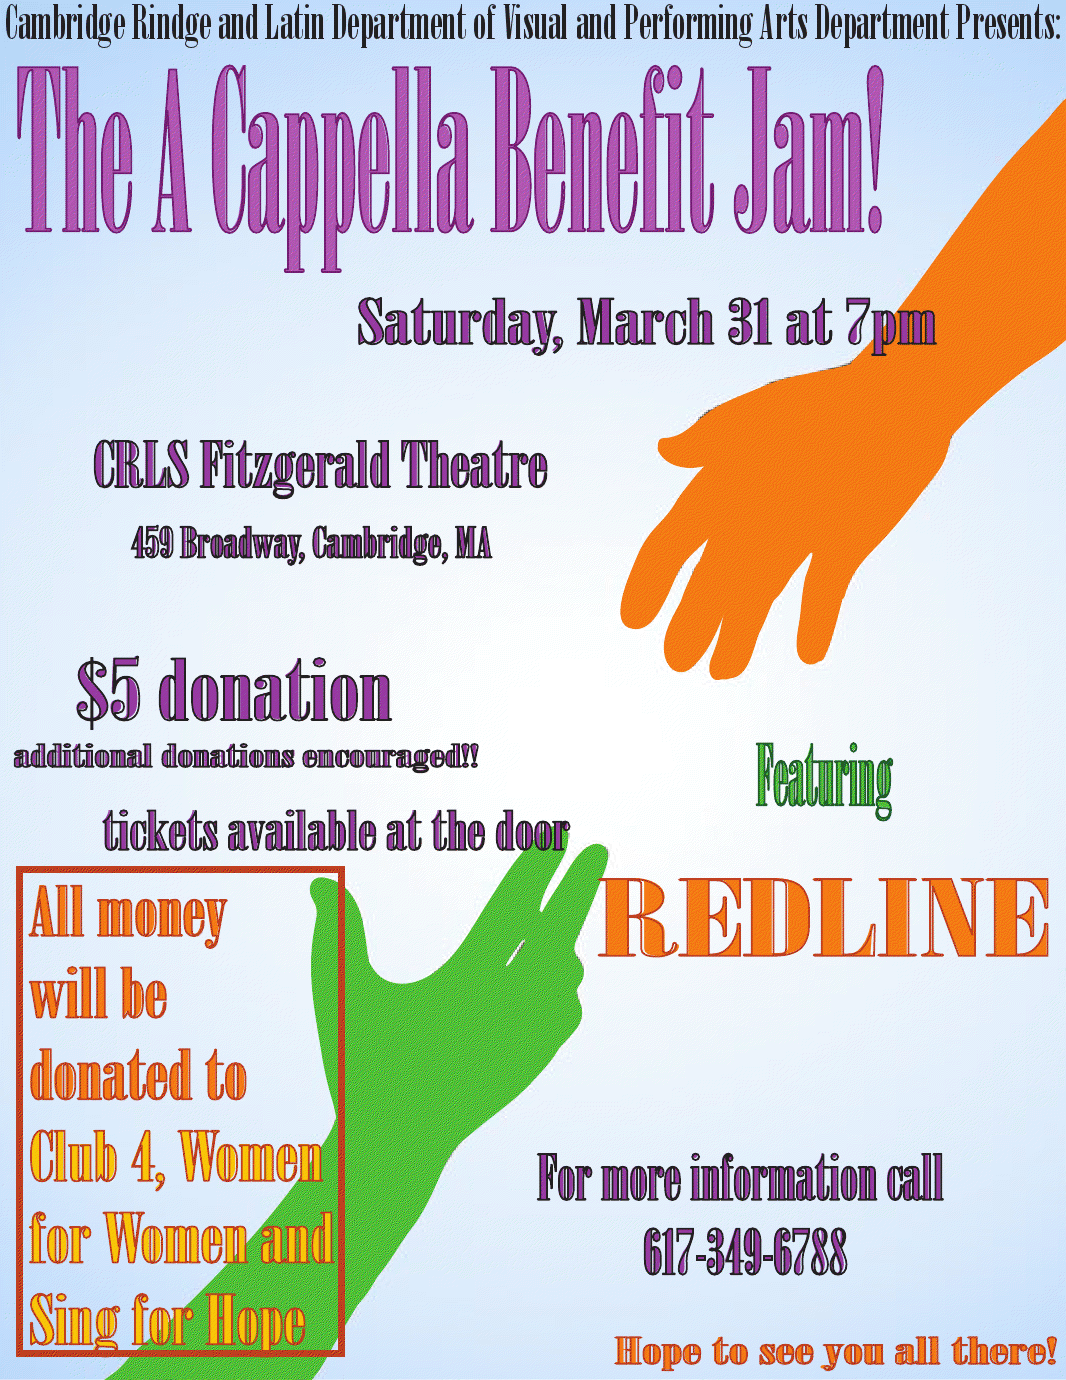 Cambridge Rindge and Latin Department of Visual and Performing Arts Department Presents:
The A Cappella Benefit Jam!
Saturday, March 31 at 7pm
CRLS Fitzgerald Theatre
459 Broadway, Cambridge, MA
$5 donation
additional donations encouraged!!
tickets available at the door
Featuring
REDLINE
All money
will be
donated to
Club 4, Women
for Women and
Sing for Hope
For more information call
617-349-6788
Hope to see you all there!